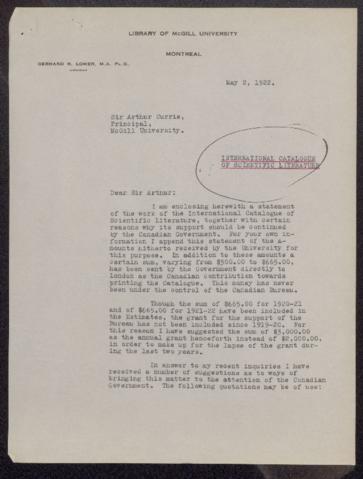 LIBRARY OF McGILL UNIVERSITY
MONTREAL
GERHARD R. LOMER, M.A. PH.D.,
May 2, 1922.
Sir Arthur Currie,
Principal,
McGill University.
INTERNATIONAL CATALOGUE
OF SCIENTIFIC LITERATURE
Dear Sir Arthur:
I am enclosing herewith a statement
of the work of the International Catalogue of
Scientific Literature, together with certain
reasons why its support should be continued
by the Canadian Government. For your own in-
formation I append this statement of the a-
mounts hitherto received by the University for
this purpose. In addition to these amounts a
certain sum, varying from $500.00 to $665.00,
has been sent by the Government directly to
London as the Canadian contribution towards
printing the Catalogue. This money has never
been under the control of the Canadian Bureau.
Though the sum of $665.00 for 1920-21
and of $665.00 for 1921-22 have been included in
the Estimates, the grant for the support of the
Bureau has not been included since 1919-20. For
this reason I have suggested the sum of $3,000.00
as the annual grant henceforth instead of $2,000.00,
in order to make up for the lapse of the grant dur-
ing the last two years.
In answer to my recent inquiries I have
received a number of suggestions as to ways of
bringing this matter to the attention of the Canadian
Government. The following quotations may be of use: